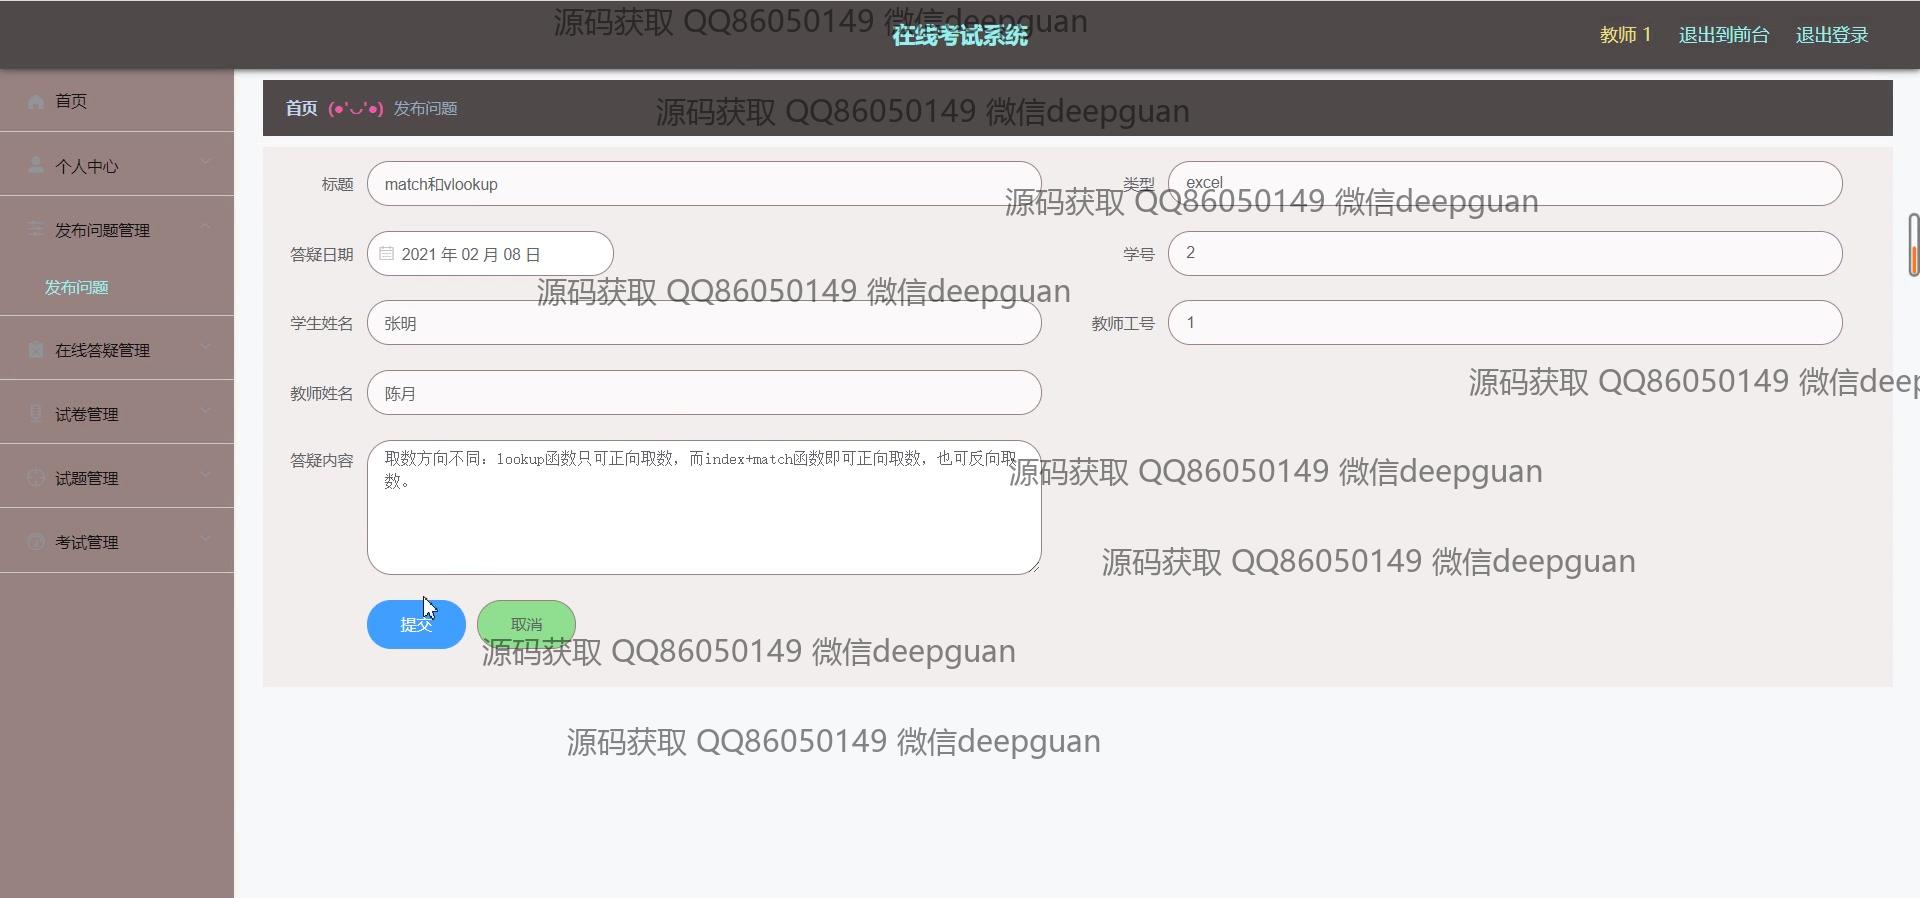 源码获取 QQ86050149 微信deepguan
在线考试系统
教师 1
退出到前台
退出登录
首页
个人中心
发布问题管理
发布问题
在线答疑管理
试卷管理
试题管理
考试管理
首页 (●'◡'●) 发布问题
源码获取 QQ86050149 微信deepguan
标题 match和vlookup
类型 excel
源码获取 QQ86050149 微信deepguan
答疑日期 2021 年 02 月 08 日
学号 2
源码获取 QQ86050149 微信deepguan
学生姓名 张明
教师工号 1
教师姓名 陈月
源码获取 QQ86050149 微信deep
答疑内容 取数方向不同：lookup函数只可正向取数，而index+match函数即可正向取数，也可反向取
数。
源码获取 QQ86050149 微信deepguan
源码获取 QQ86050149 微信deepguan
提交
取消
源码获取 QQ86050149 微信deepguan
源码获取 QQ86050149 微信deepguan